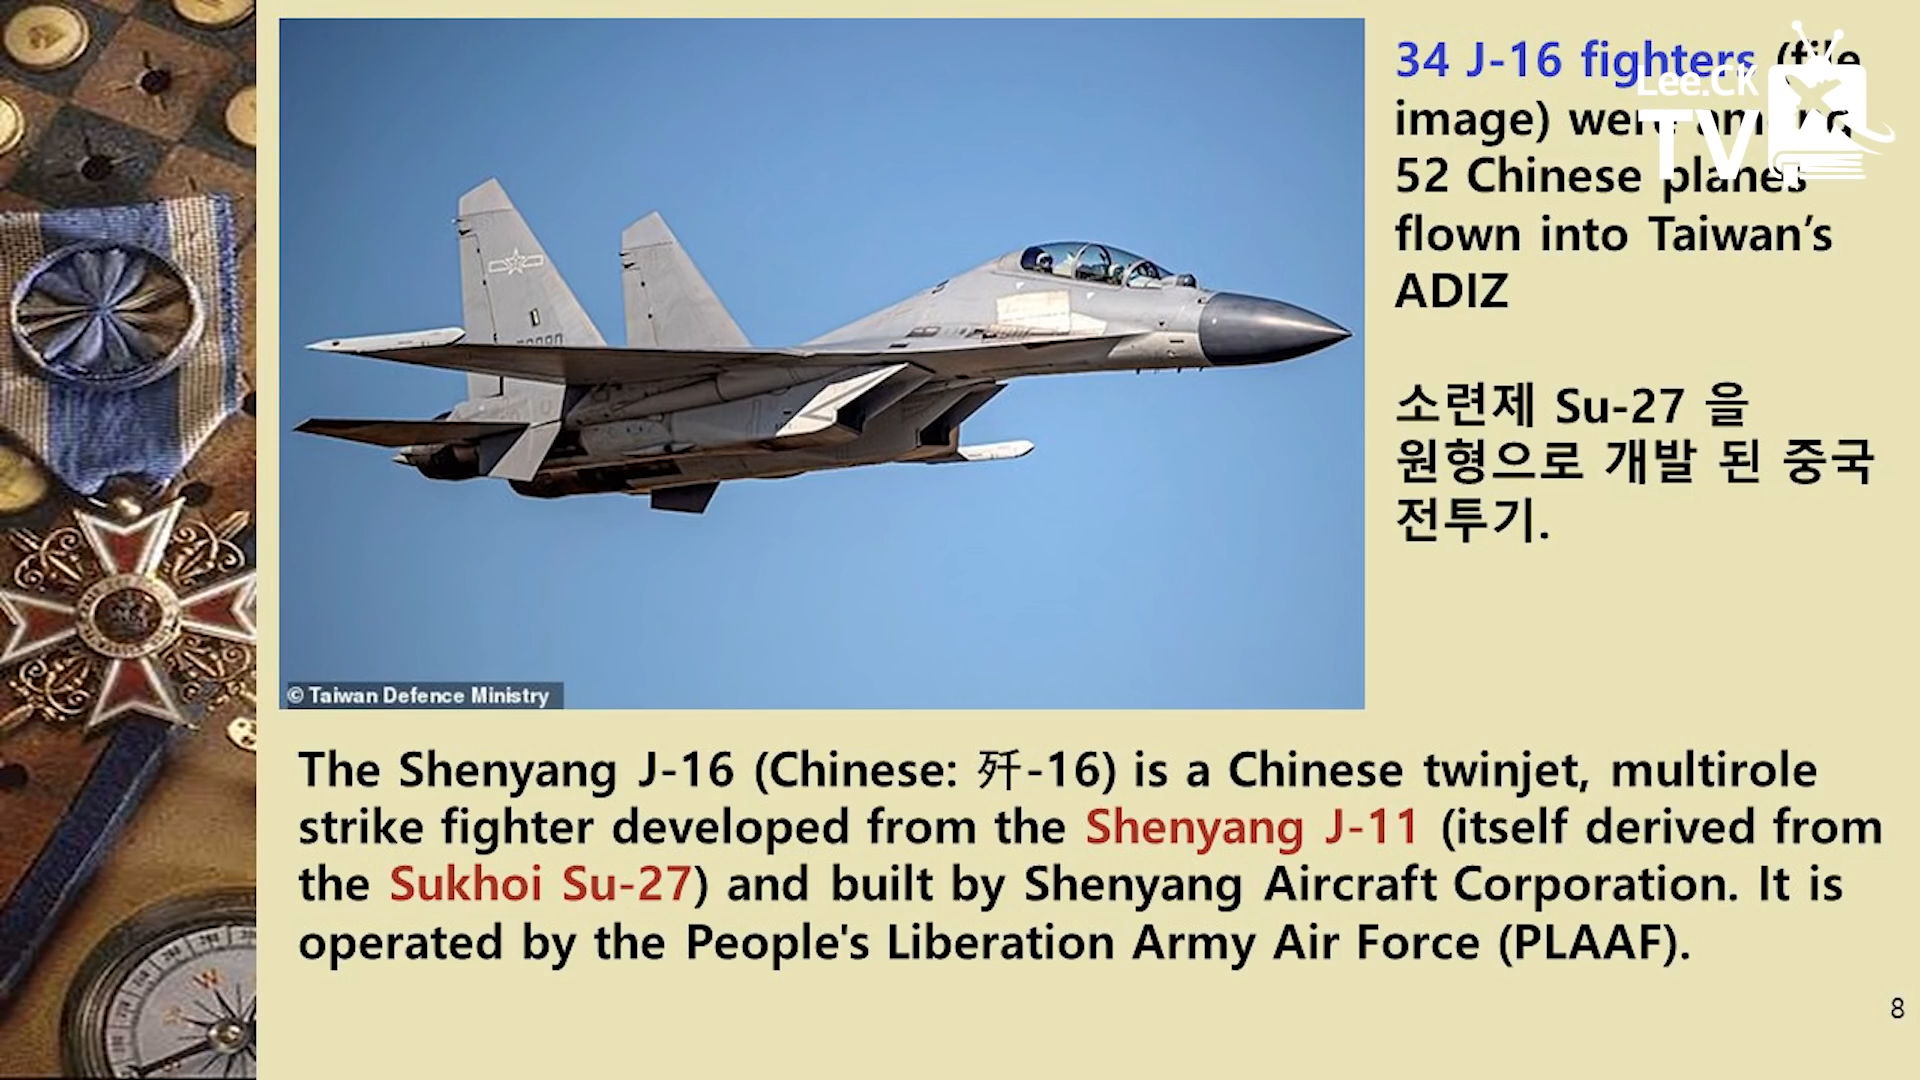 34 J-16 fighters (file
image) were among
52 Chinese planes
flown into Taiwan’s
ADIZ
소련제 Su-27 을
원형으로 개발 된 중국
전투기.
Lee.CK
TV
© Taiwan Defence Ministry
The Shenyang J-16 (Chinese: 歼-16) is a Chinese twinjet, multirole
strike fighter developed from the Shenyang J-11 (itself derived from
the Sukhoi Su-27) and built by Shenyang Aircraft Corporation. It is
operated by the People's Liberation Army Air Force (PLAAF).
8
W